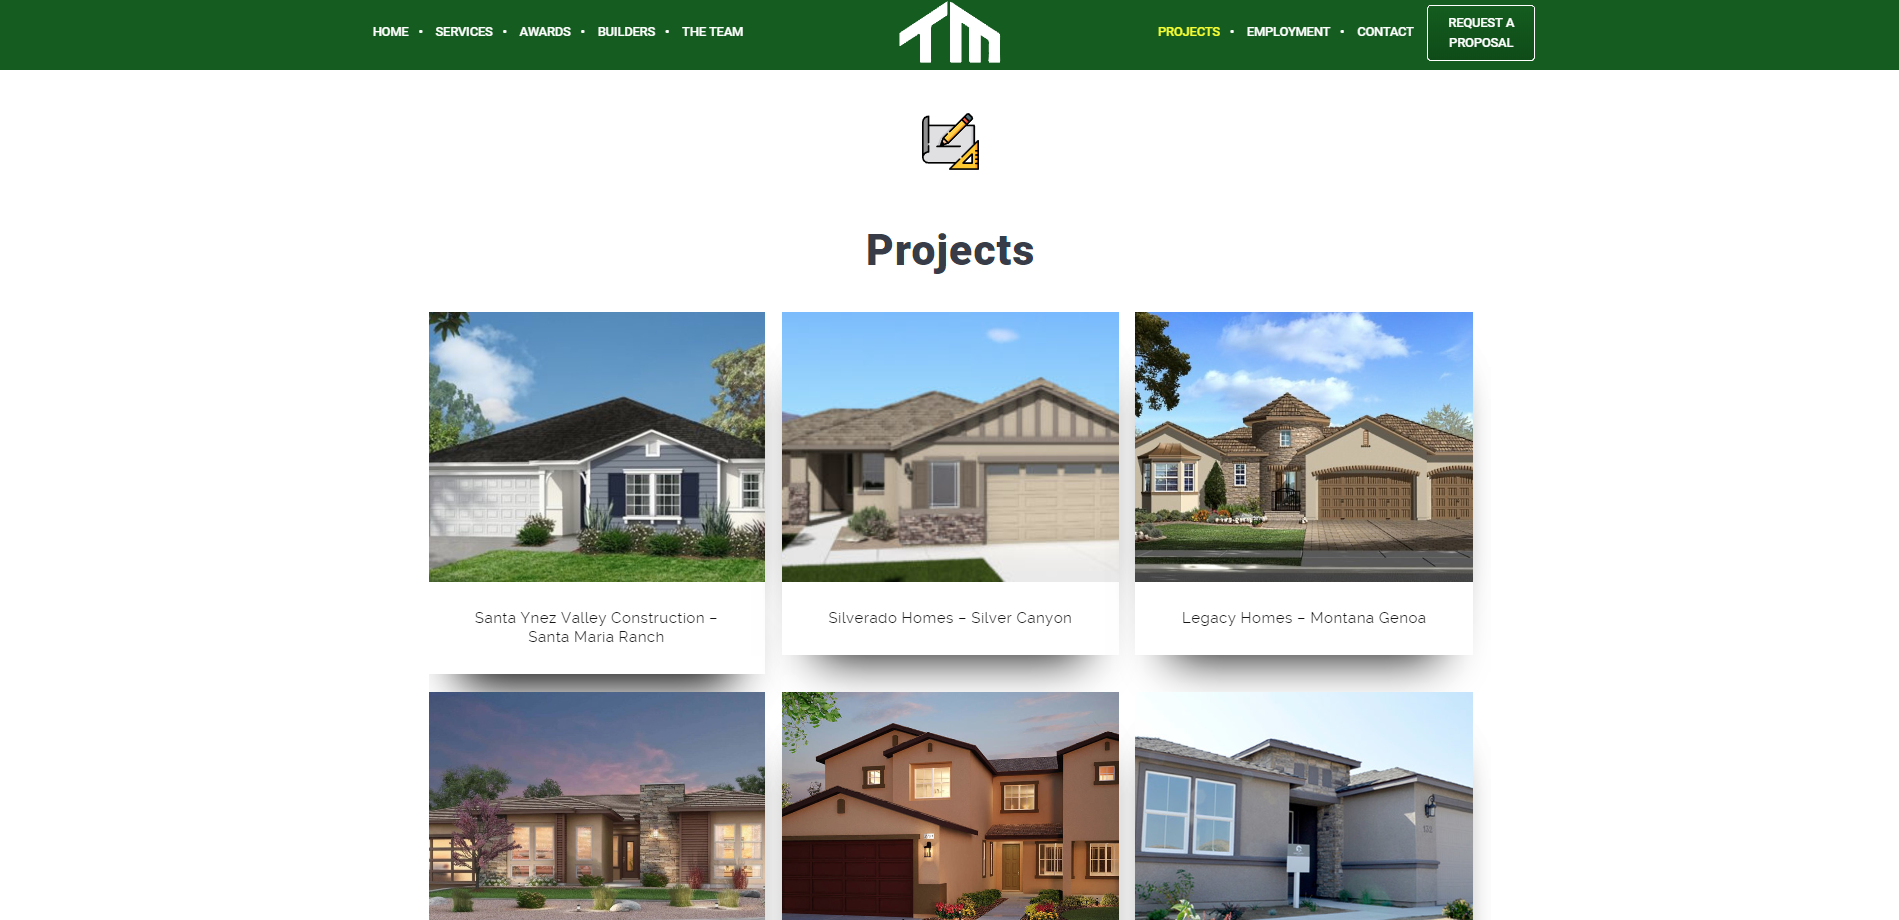 HOME • SERVICES • AWARDS • BUILDERS • THE TEAM
PROJECTS • EMPLOYMENT • CONTACT
REQUEST A
PROPOSAL
Projects
Santa Ynez Valley Construction –
Santa Maria Ranch
Silverado Homes – Silver Canyon
Legacy Homes – Montana Genoa